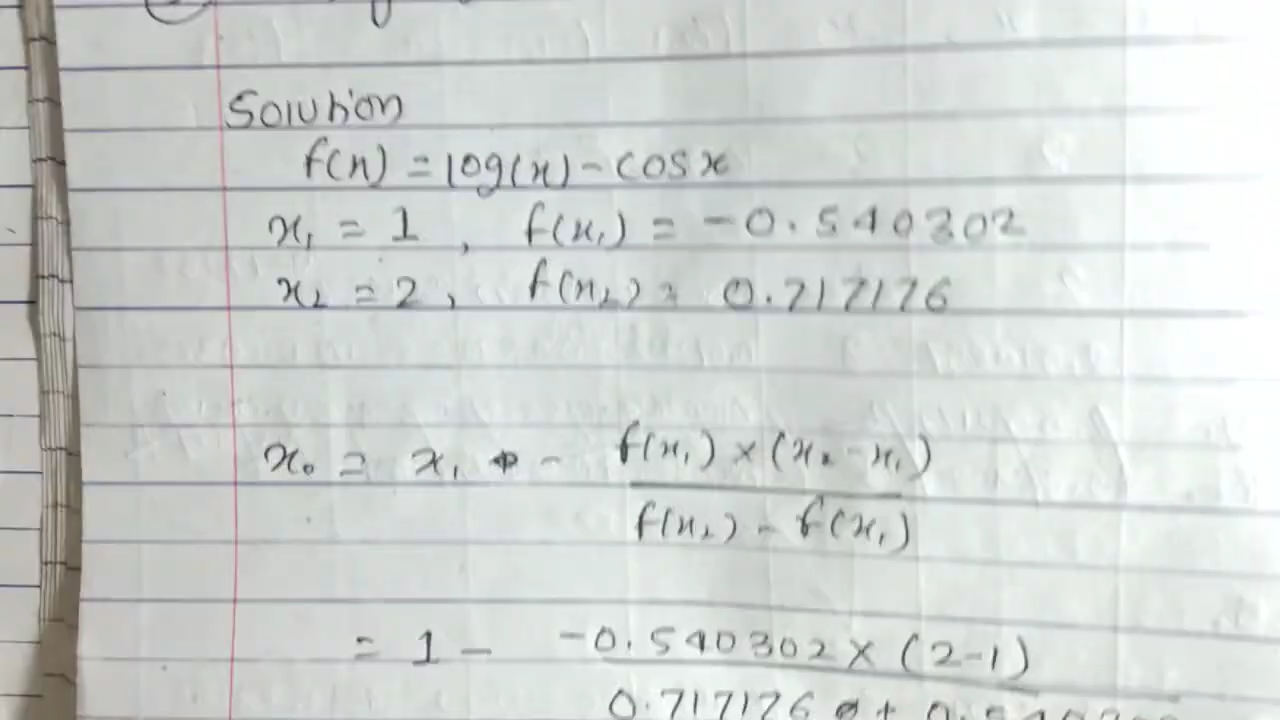 Solution
f(x) = log(x) - cosx
x₁ = 1 , f(x₁) = -0.540302
x₂ = 2 , f(x₂) = 0.717176
x₀ = x₁ - f(x₁) × (x₂ - x₁)
f(x₂) - f(x₁)
= 1 - -0.540302 × (2-1)
0.717176 +